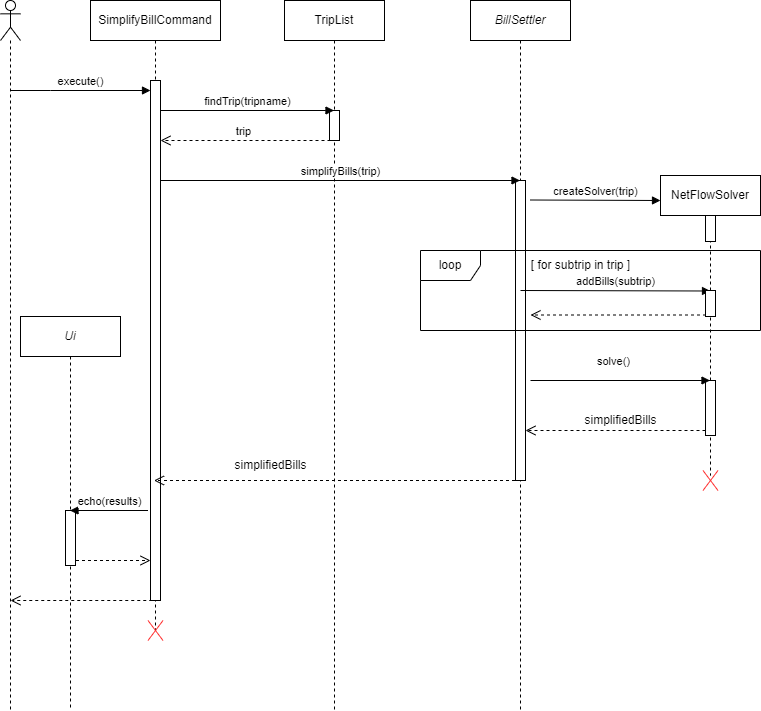 SimplifyBillCommand
TripList
BillSettler
execute()
findTrip(tripname)
trip
simplifyBills(trip)
createSolver(trip)
NetFlowSolver
loop
[ for subtrip in trip ]
addBills(subtrip)
Ui
solve()
simplifiedBills
simplifiedBills
echo(results)